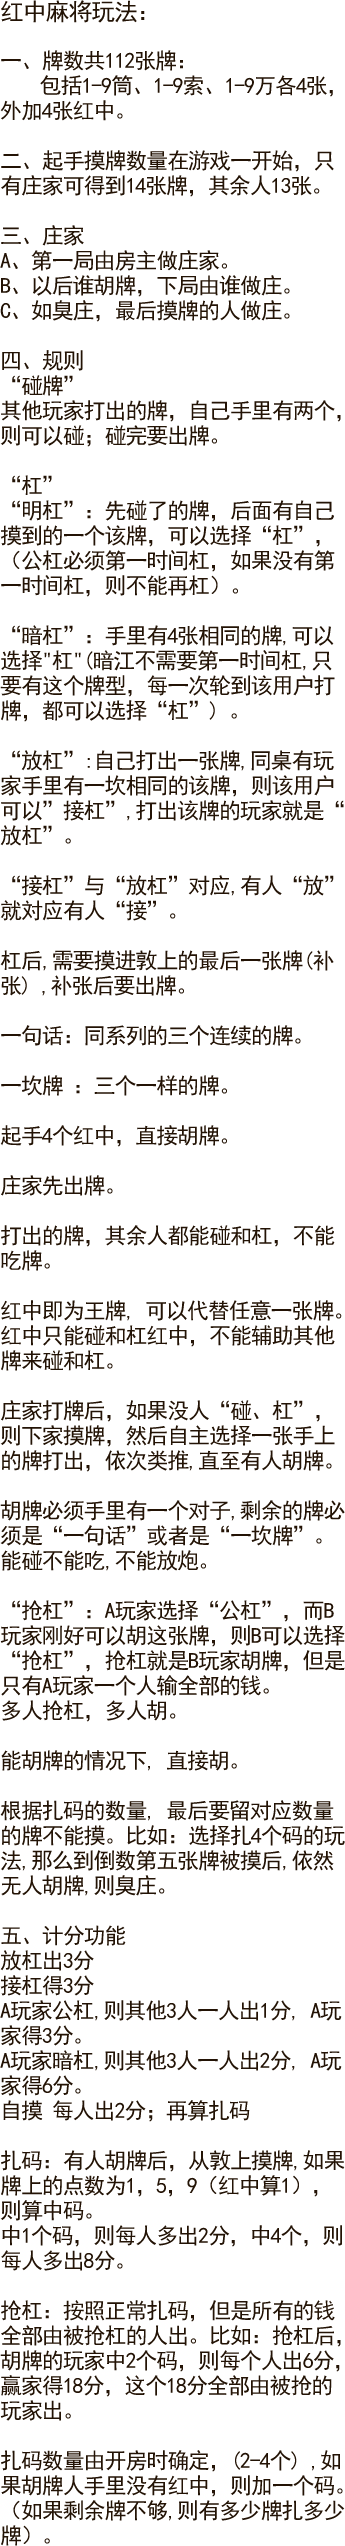 红中麻将玩法：
一、牌数共112张牌：
包括1-9筒、1-9索、1-9万各4张，
外加4张红中。
二、起手摸牌数量在游戏一开始，只
有庄家可得到14张牌，其余人13张。
三、庄家
A、第一局由房主做庄家。
B、以后谁胡牌，下局由谁做庄。
C、如臭庄，最后摸牌的人做庄。
四、规则
“碰牌”
其他玩家打出的牌，自己手里有两个，
则可以碰；碰完要出牌。
“杠”
“明杠”：先碰了的牌，后面有自己
摸到的一个该牌，可以选择“杠”，
（公杠必须第一时间杠，如果没有第
一时间杠，则不能再杠）。
“暗杠”：手里有4张相同的牌,可以
选择"杠"(暗江不需要第一时间杠,只
要有这个牌型，每一次轮到该用户打
牌，都可以选择“杠”）。
“放杠”:自己打出一张牌,同桌有玩
家手里有一坎相同的该牌，则该用户
可以”接杠”,打出该牌的玩家就是“
放杠”。
“接杠”与“放杠”对应,有人“放”
就对应有人“接”。
杠后,需要摸进敦上的最后一张牌(补
张）,补张后要出牌。
一句话：同系列的三个连续的牌。
一坎牌 ：三个一样的牌。
起手4个红中，直接胡牌。
庄家先出牌。
打出的牌，其余人都能碰和杠，不能
吃牌。
红中即为王牌, 可以代替任意一张牌。
红中只能碰和杠红中，不能辅助其他
牌来碰和杠。
庄家打牌后，如果没人“碰、杠”，
则下家摸牌，然后自主选择一张手上
的牌打出，依次类推,直至有人胡牌。
胡牌必须手里有一个对子,剩余的牌必
须是“一句话”或者是“一坎牌”。
能碰不能吃,不能放炮。
“抢杠”：A玩家选择“公杠”，而B
玩家刚好可以胡这张牌，则B可以选择
“抢杠”，抢杠就是B玩家胡牌，但是
只有A玩家一个人输全部的钱。
多人抢杠，多人胡。
能胡牌的情况下, 直接胡。
根据扎码的数量, 最后要留对应数量
的牌不能摸。比如：选择扎4个码的玩
法,那么到倒数第五张牌被摸后,依然
无人胡牌,则臭庄。
五、计分功能
放杠出3分
接杠得3分
A玩家公杠,则其他3人一人出1分, A玩
家得3分。
A玩家暗杠,则其他3人一人出2分, A玩
家得6分。
自摸 每人出2分；再算扎码
扎码：有人胡牌后，从敦上摸牌,如果
牌上的点数为1，5，9（红中算1），
则算中码。
中1个码，则每人多出2分，中4个，则
每人多出8分。
抢杠：按照正常扎码，但是所有的钱
全部由被抢杠的人出。比如：抢杠后，
胡牌的玩家中2个码，则每个人出6分，
赢家得18分，这个18分全部由被抢的
玩家出。
扎码数量由开房时确定，(2-4个）,如
果胡牌人手里没有红中，则加一个码。
（如果剩余牌不够,则有多少牌扎多少
牌）。